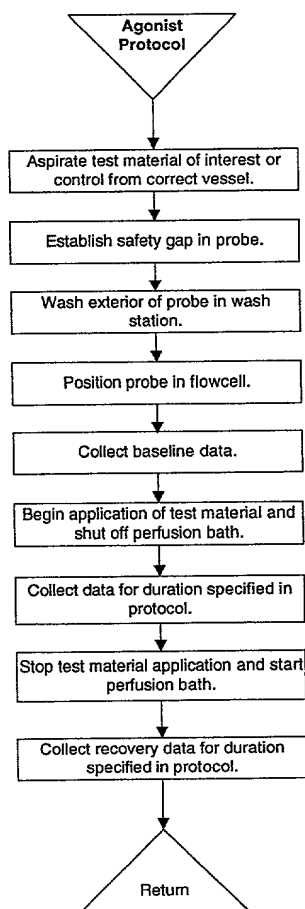 Agonist
Protocol
Aspirate test material of interest or
control from correct vessel.
Establish safety gap in probe.
Wash exterior of probe in wash
station.
Position probe in flowcell.
Collect baseline data.
Begin application of test material and
shut off perfusion bath.
Collect data for duration specified in
protocol.
Stop test material application and start
perfusion bath.
Collect recovery data for duration
specified in protocol.
Return